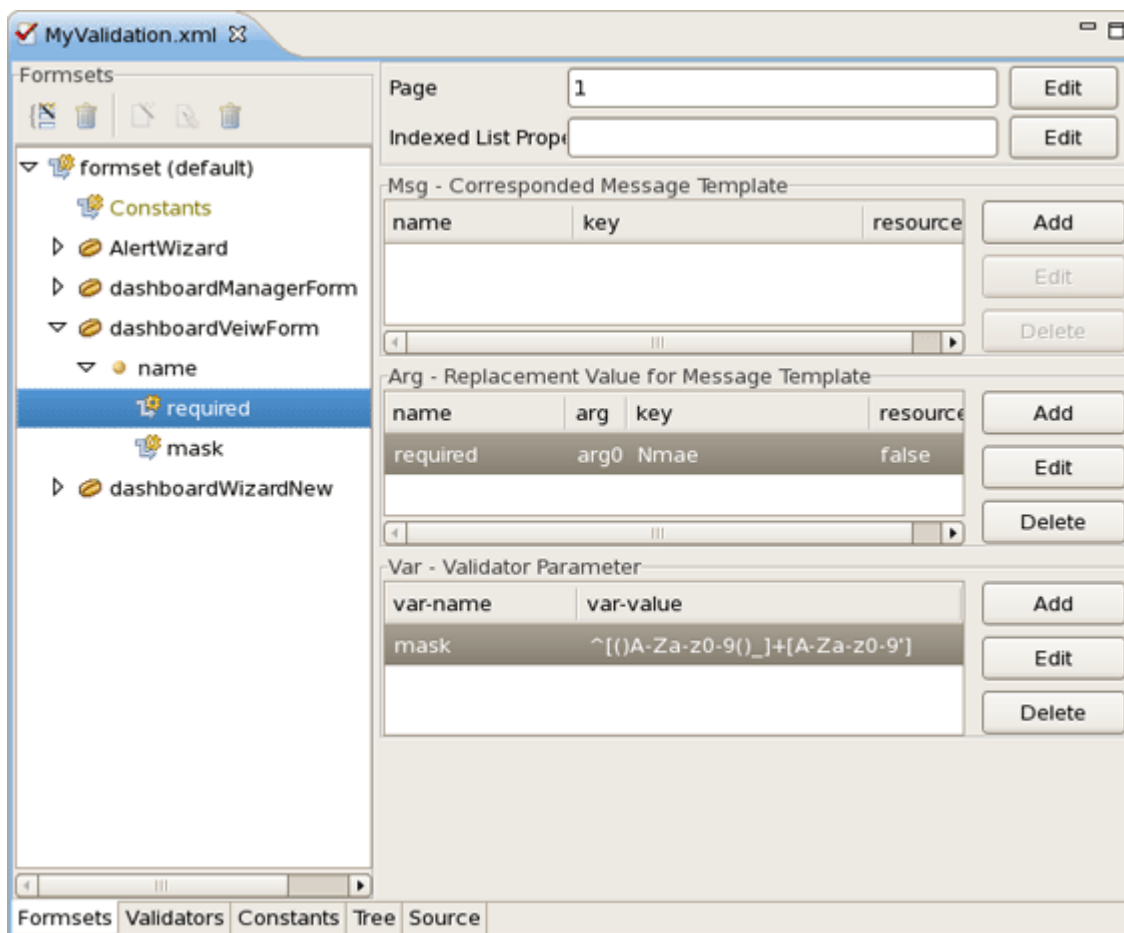 MyValidation.xml
Formsets
formset (default)
Constants
AlertWizard
dashboardManagerForm
dashboardVeiwForm
name
required
mask
dashboardWizardNew
Page 1 Edit
Indexed List Prope Edit
Msg - Corresponded Message Template
name key resource Add
Edit
Delete
Arg - Replacement Value for Message Template
name arg key resource Add
required arg0 Nmae false Edit
Delete
Var - Validator Parameter
var-name var-value Add
mask ^[()A-Za-z0-9()_]+[A-Za-z0-9'] Edit
Delete
Formsets Validators Constants Tree Source